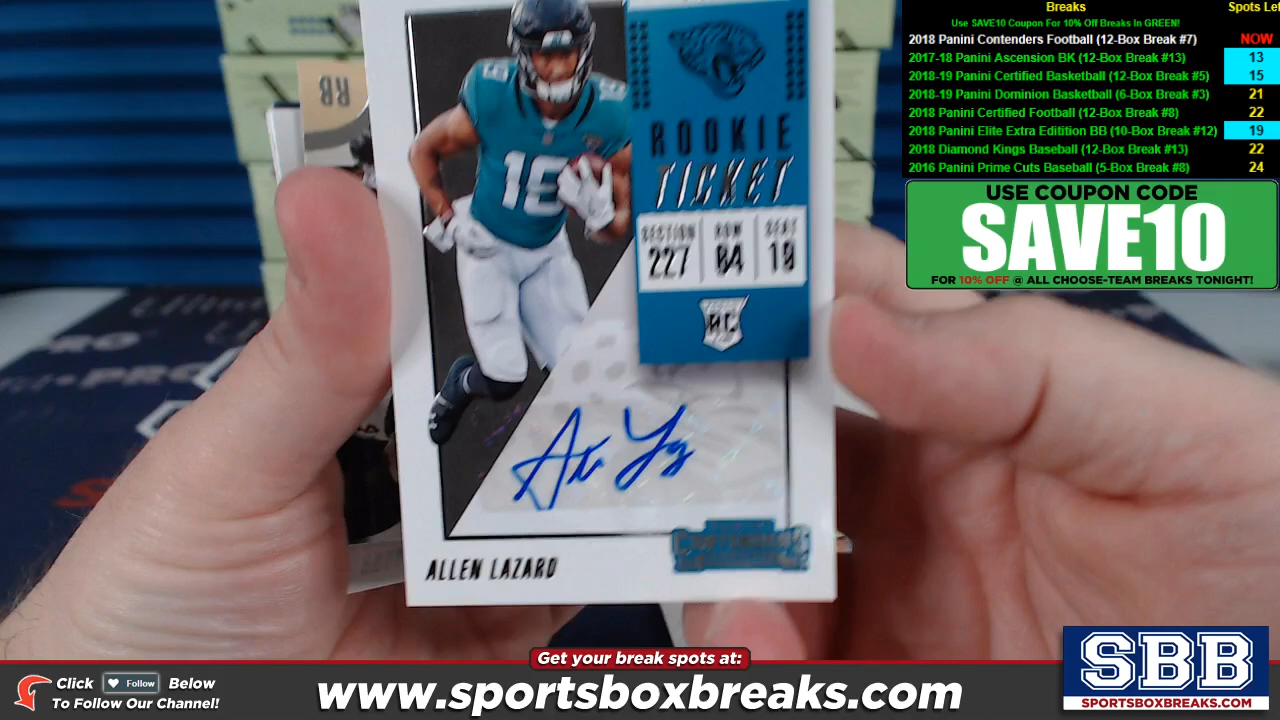 Breaks
Spots Le
Use SAVE10 Coupon For 10% Off Breaks In GREEN!
2018 Panini Contenders Football (12-Box Break #7) NOW
2017-18 Panini Ascension BK (12-Box Break #13) 13
2018-19 Panini Certified Basketball (12-Box Break #5) 15
2018-19 Panini Dominion Basketball (6-Box Break #3) 21
2018 Panini Certified Football (12-Box Break #8) 22
2018 Panini Elite Extra Edition BB (10-Box Break #12) 19
2018 Diamond Kings Baseball (12-Box Break #13) 22
2016 Panini Prime Cuts Baseball (5-Box Break #8) 24
USE COUPON CODE
SAVE10
FOR 10% OFF @ ALL CHOOSE-TEAM BREAKS TONIGHT!
RB
ROOKIE
TICKET
SECTION ROW SEAT
227 04 19
RC
CONTENDERS
ALLEN LAZARD
Get your break spots at:
www.sportsboxbreaks.com
Click Follow Below
To Follow Our Channel!
SBB
SPORTSBOXBREAKS.COM